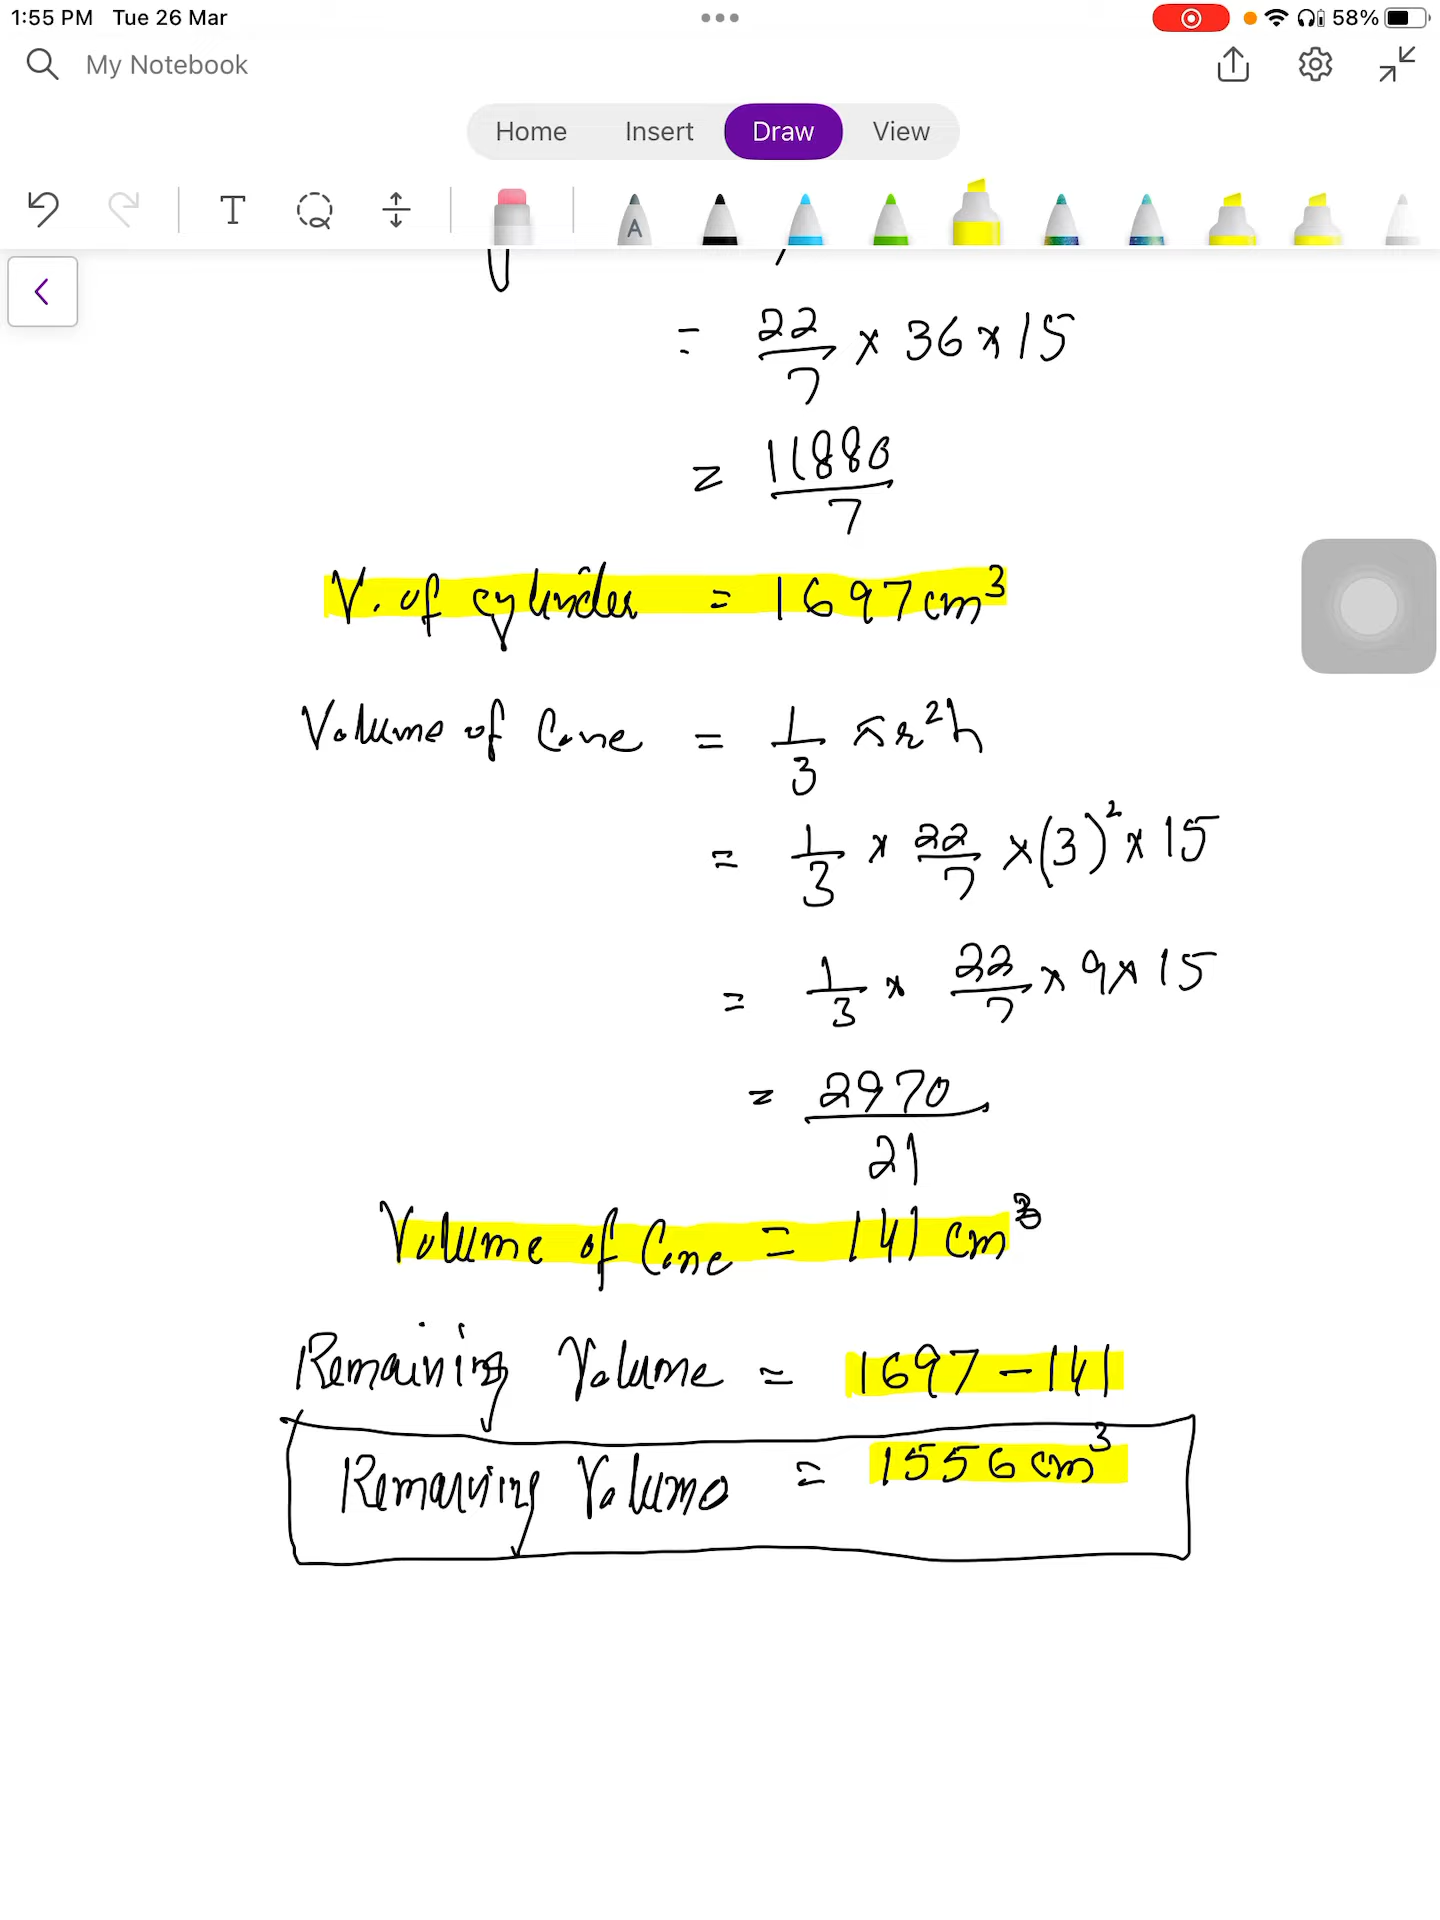 1:55 PM Tue 26 Mar 58%
My Notebook
Home Insert Draw View
T A
= 22/7 × 36 × 15
= 11880/7
V. of cylinder = 1697 cm³
Volume of Cone = 1/3 πr²h
= 1/3 × 22/7 × (3)² × 15
= 1/3 × 22/7 × 9 × 15
= 2970/21
Volume of Cone = 141 cm³
Remaining Volume = 1697 - 141
Remaining Volume = 1556 cm³